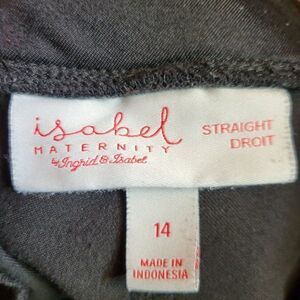 isabel
MATERNITY
by Ingrid & Isabel
STRAIGHT
DROIT
14
MADE IN
INDONESIA